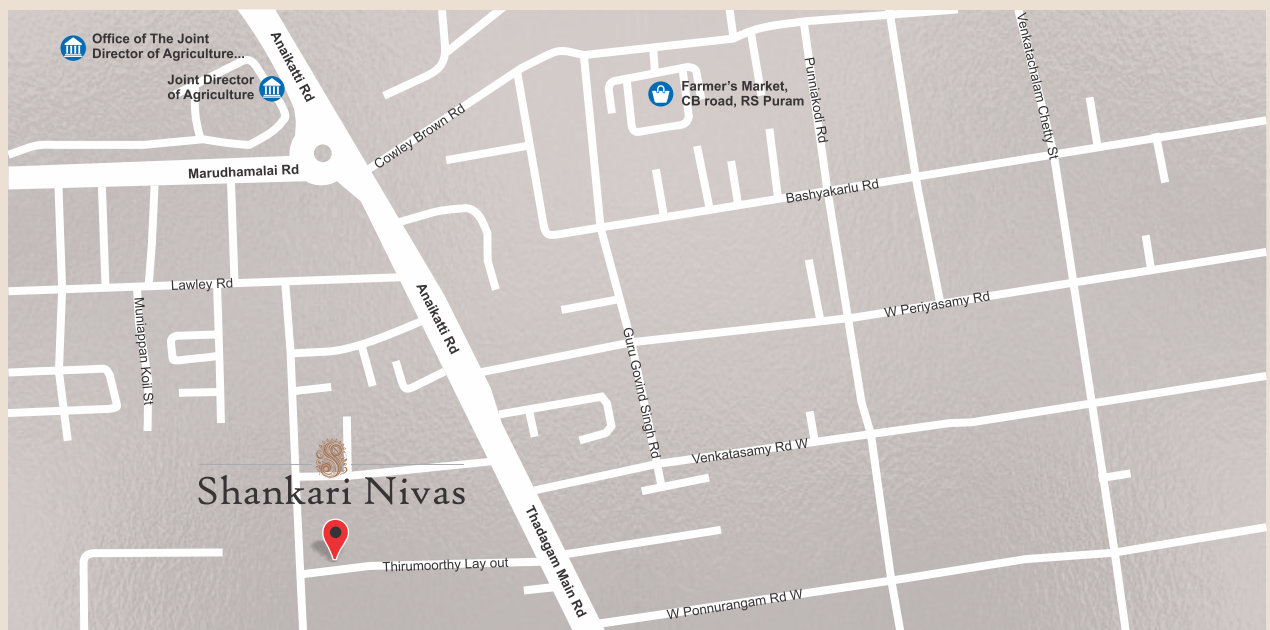 Office of The Joint
Director of Agriculture...
Joint Director
of Agriculture
Anaikatti Rd
Farmer's Market,
CB road, RS Puram
Punniakodi Rd
Venkatachalam Chetty St
Cowley Brown Rd
Marudhamalai Rd
Bashyakarlu Rd
Lawley Rd
Muniappan Koil St
Anaikatti Rd
W Periyasamy Rd
Guru Govind Singh Rd
Venkatasamy Rd W
Shankari Nivas
Thadagam Main Rd
Thirumoorthy Lay out
W Ponnurangam Rd W